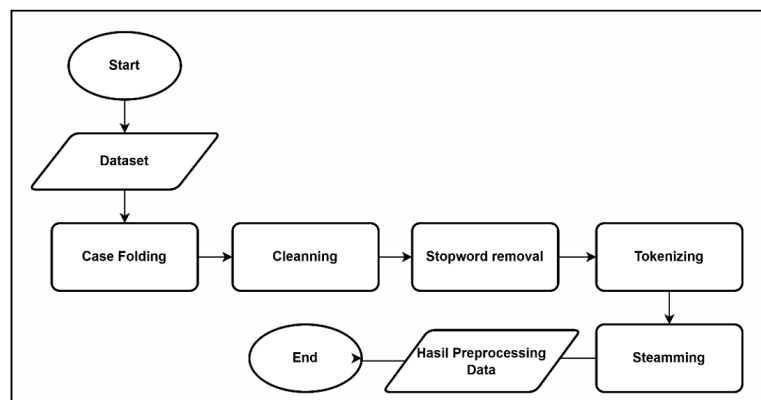 Start
Dataset
Case Folding
Cleanning
Stopword removal
Tokenizing
Steamming
Hasil Preprocessing
Data
End